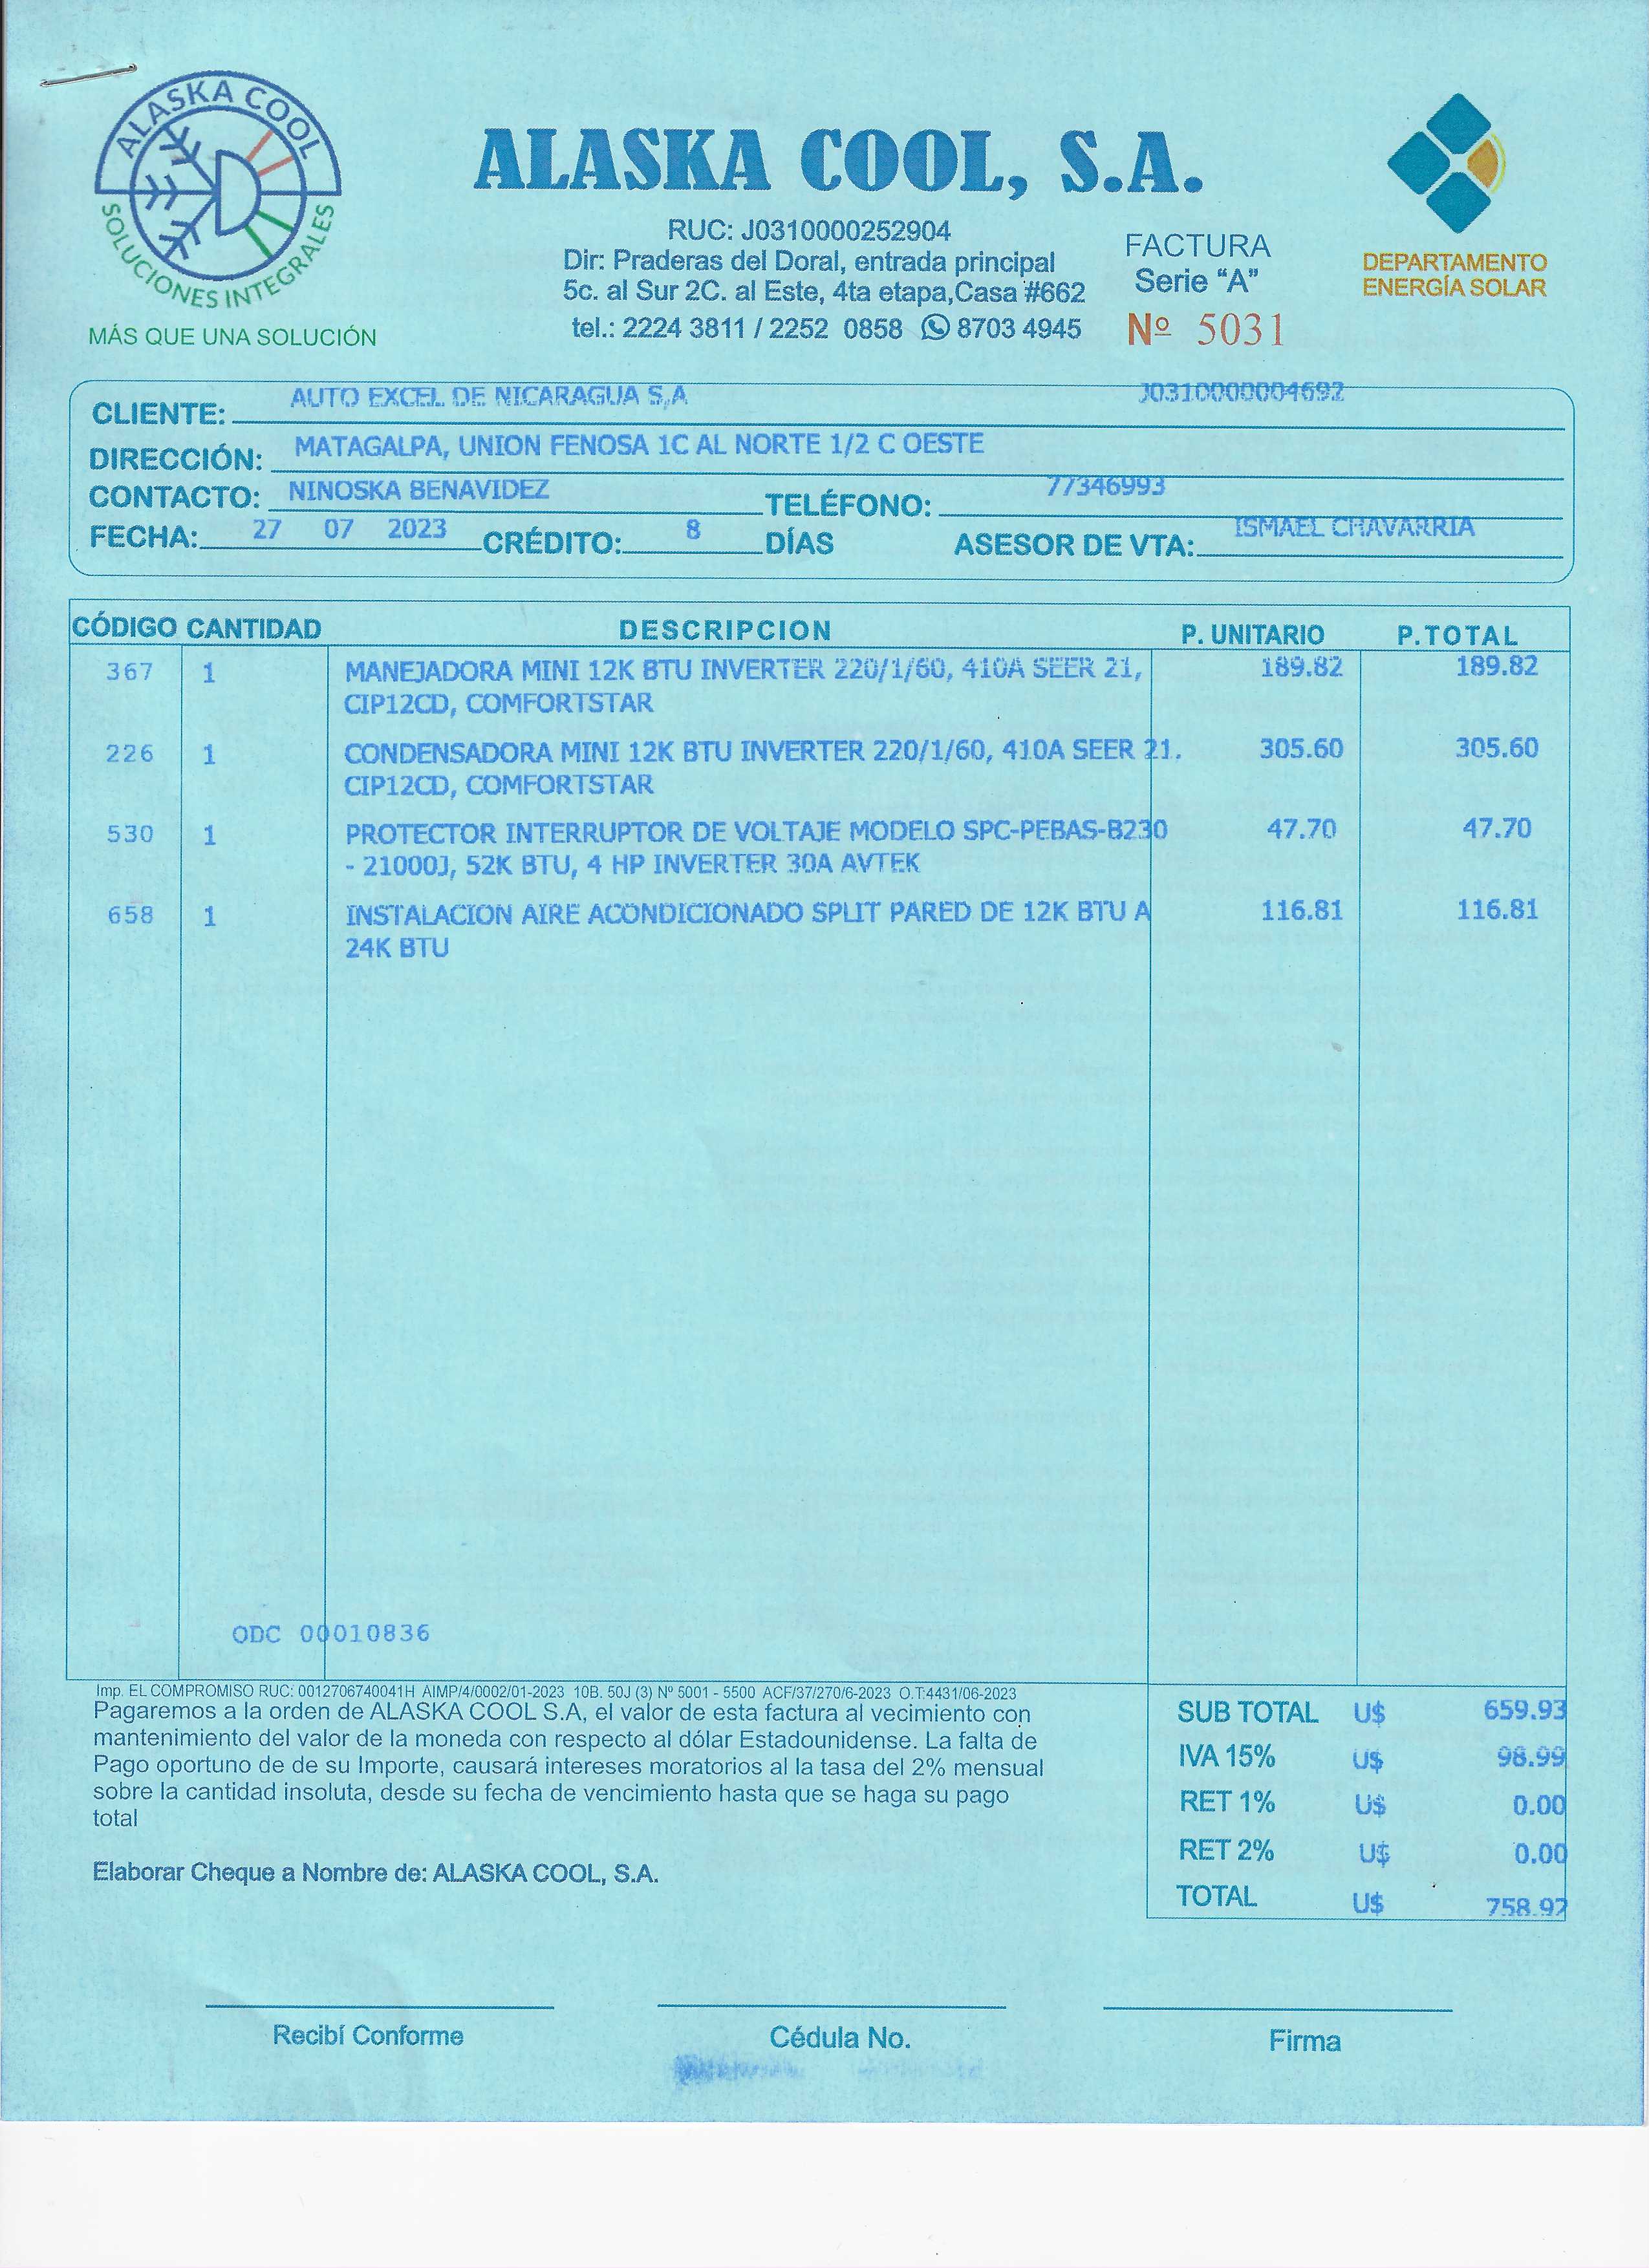 ALASKA COOL
SOLUCIONES INTEGRALES
MÁS QUE UNA SOLUCIÓN
ALASKA COOL, S.A.
RUC: J0310000252904
Dir: Praderas del Doral, entrada principal
5c. al Sur 2C. al Este, 4ta etapa,Casa #662
tel.: 2224 3811 / 2252 0858 8703 4945
FACTURA
Serie "A"
Nº 5031
DEPARTAMENTO
ENERGÍA SOLAR
CLIENTE: AUTO EXCEL DE NICARAGUA S,A J0310000004692
DIRECCIÓN: MATAGALPA, UNION FENOSA 1C AL NORTE 1/2 C OESTE
CONTACTO: NINOSKA BENAVIDEZ TELÉFONO: 77346993
FECHA: 27 07 2023 CRÉDITO: 8 DÍAS ASESOR DE VTA: ISMAEL CHAVARRIA
CÓDIGO CANTIDAD DESCRIPCION P. UNITARIO P.TOTAL
367 1 MANEJADORA MINI 12K BTU INVERTER 220/1/60, 410A SEER 21, 189.82 189.82
CIP12CD, COMFORTSTAR
226 1 CONDENSADORA MINI 12K BTU INVERTER 220/1/60, 410A SEER 21. 305.60 305.60
CIP12CD, COMFORTSTAR
530 1 PROTECTOR INTERRUPTOR DE VOLTAJE MODELO SPC-PEBAS-B230 47.70 47.70
- 21000J, 52K BTU, 4 HP INVERTER 30A AVTEK
658 1 INSTALACION AIRE ACONDICIONADO SPLIT PARED DE 12K BTU A 116.81 116.81
24K BTU
ODC 00010836
Imp. EL COMPROMISO RUC: 0012706740041H AIMP/4/0002/01-2023 10B. 50J (3) Nº 5001 - 5500 ACF/37/270/6-2023 O.T:4431/06-2023
Pagaremos a la orden de ALASKA COOL S.A, el valor de esta factura al vecimiento con
mantenimiento del valor de la moneda con respecto al dólar Estadounidense. La falta de
Pago oportuno de de su Importe, causará intereses moratorios al la tasa del 2% mensual
sobre la cantidad insoluta, desde su fecha de vencimiento hasta que se haga su pago
total
Elaborar Cheque a Nombre de: ALASKA COOL, S.A.
SUB TOTAL U$ 659.93
IVA 15% U$ 98.99
RET 1% U$ 0.00
RET 2% U$ 0.00
TOTAL U$ 758.92
Recibí Conforme Cédula No. Firma